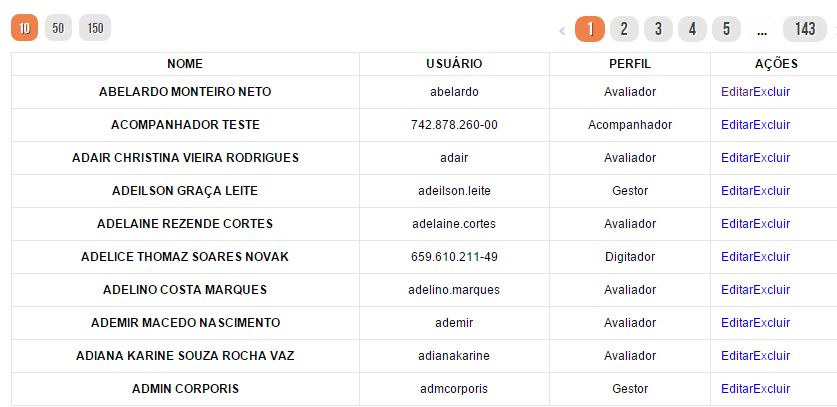 10 50 150 ‹ 1 2 3 4 5 ... 143
NOME USUÁRIO PERFIL AÇÕES
ABELARDO MONTEIRO NETO abelardo Avaliador EditarExcluir
ACOMPANHADOR TESTE 742.878.260-00 Acompanhador EditarExcluir
ADAIR CHRISTINA VIEIRA RODRIGUES adair Avaliador EditarExcluir
ADEILSON GRAÇA LEITE adeilson.leite Gestor EditarExcluir
ADELAINE REZENDE CORTES adelaine.cortes Avaliador EditarExcluir
ADELICE THOMAZ SOARES NOVAK 659.610.211-49 Digitador EditarExcluir
ADELINO COSTA MARQUES adelino.marques Avaliador EditarExcluir
ADEMIR MACEDO NASCIMENTO ademir Avaliador EditarExcluir
ADIANA KARINE SOUZA ROCHA VAZ adianakarine Avaliador EditarExcluir
ADMIN CORPORIS admcorporis Gestor EditarExcluir